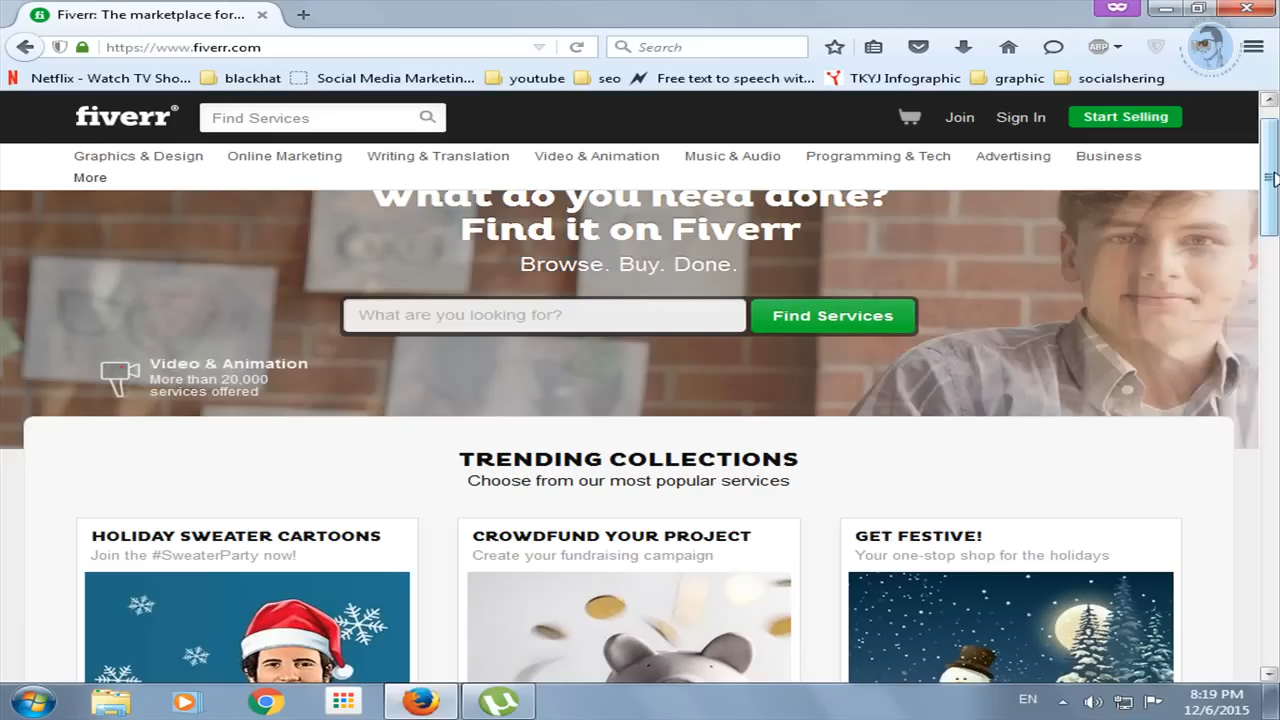 Fiverr: The marketplace for...
https://www.fiverr.com
Search
ABP
Netflix - Watch TV Sho...
blackhat
Social Media Marketin...
youtube
seo
Free text to speech wit...
TKYJ Infographic
graphic
socialshering
fiverr®
Find Services
Join
Sign In
Start Selling
Graphics & Design
Online Marketing
Writing & Translation
Video & Animation
Music & Audio
Programming & Tech
Advertising
Business
More
What do you need done?
Find it on Fiverr
Browse. Buy. Done.
What are you looking for?
Find Services
Video & Animation
More than 20,000
services offered
TRENDING COLLECTIONS
Choose from our most popular services
HOLIDAY SWEATER CARTOONS
Join the #SweaterParty now!
CROWDFUND YOUR PROJECT
Create your fundraising campaign
GET FESTIVE!
Your one-stop shop for the holidays
EN
8:19 PM
12/6/2015